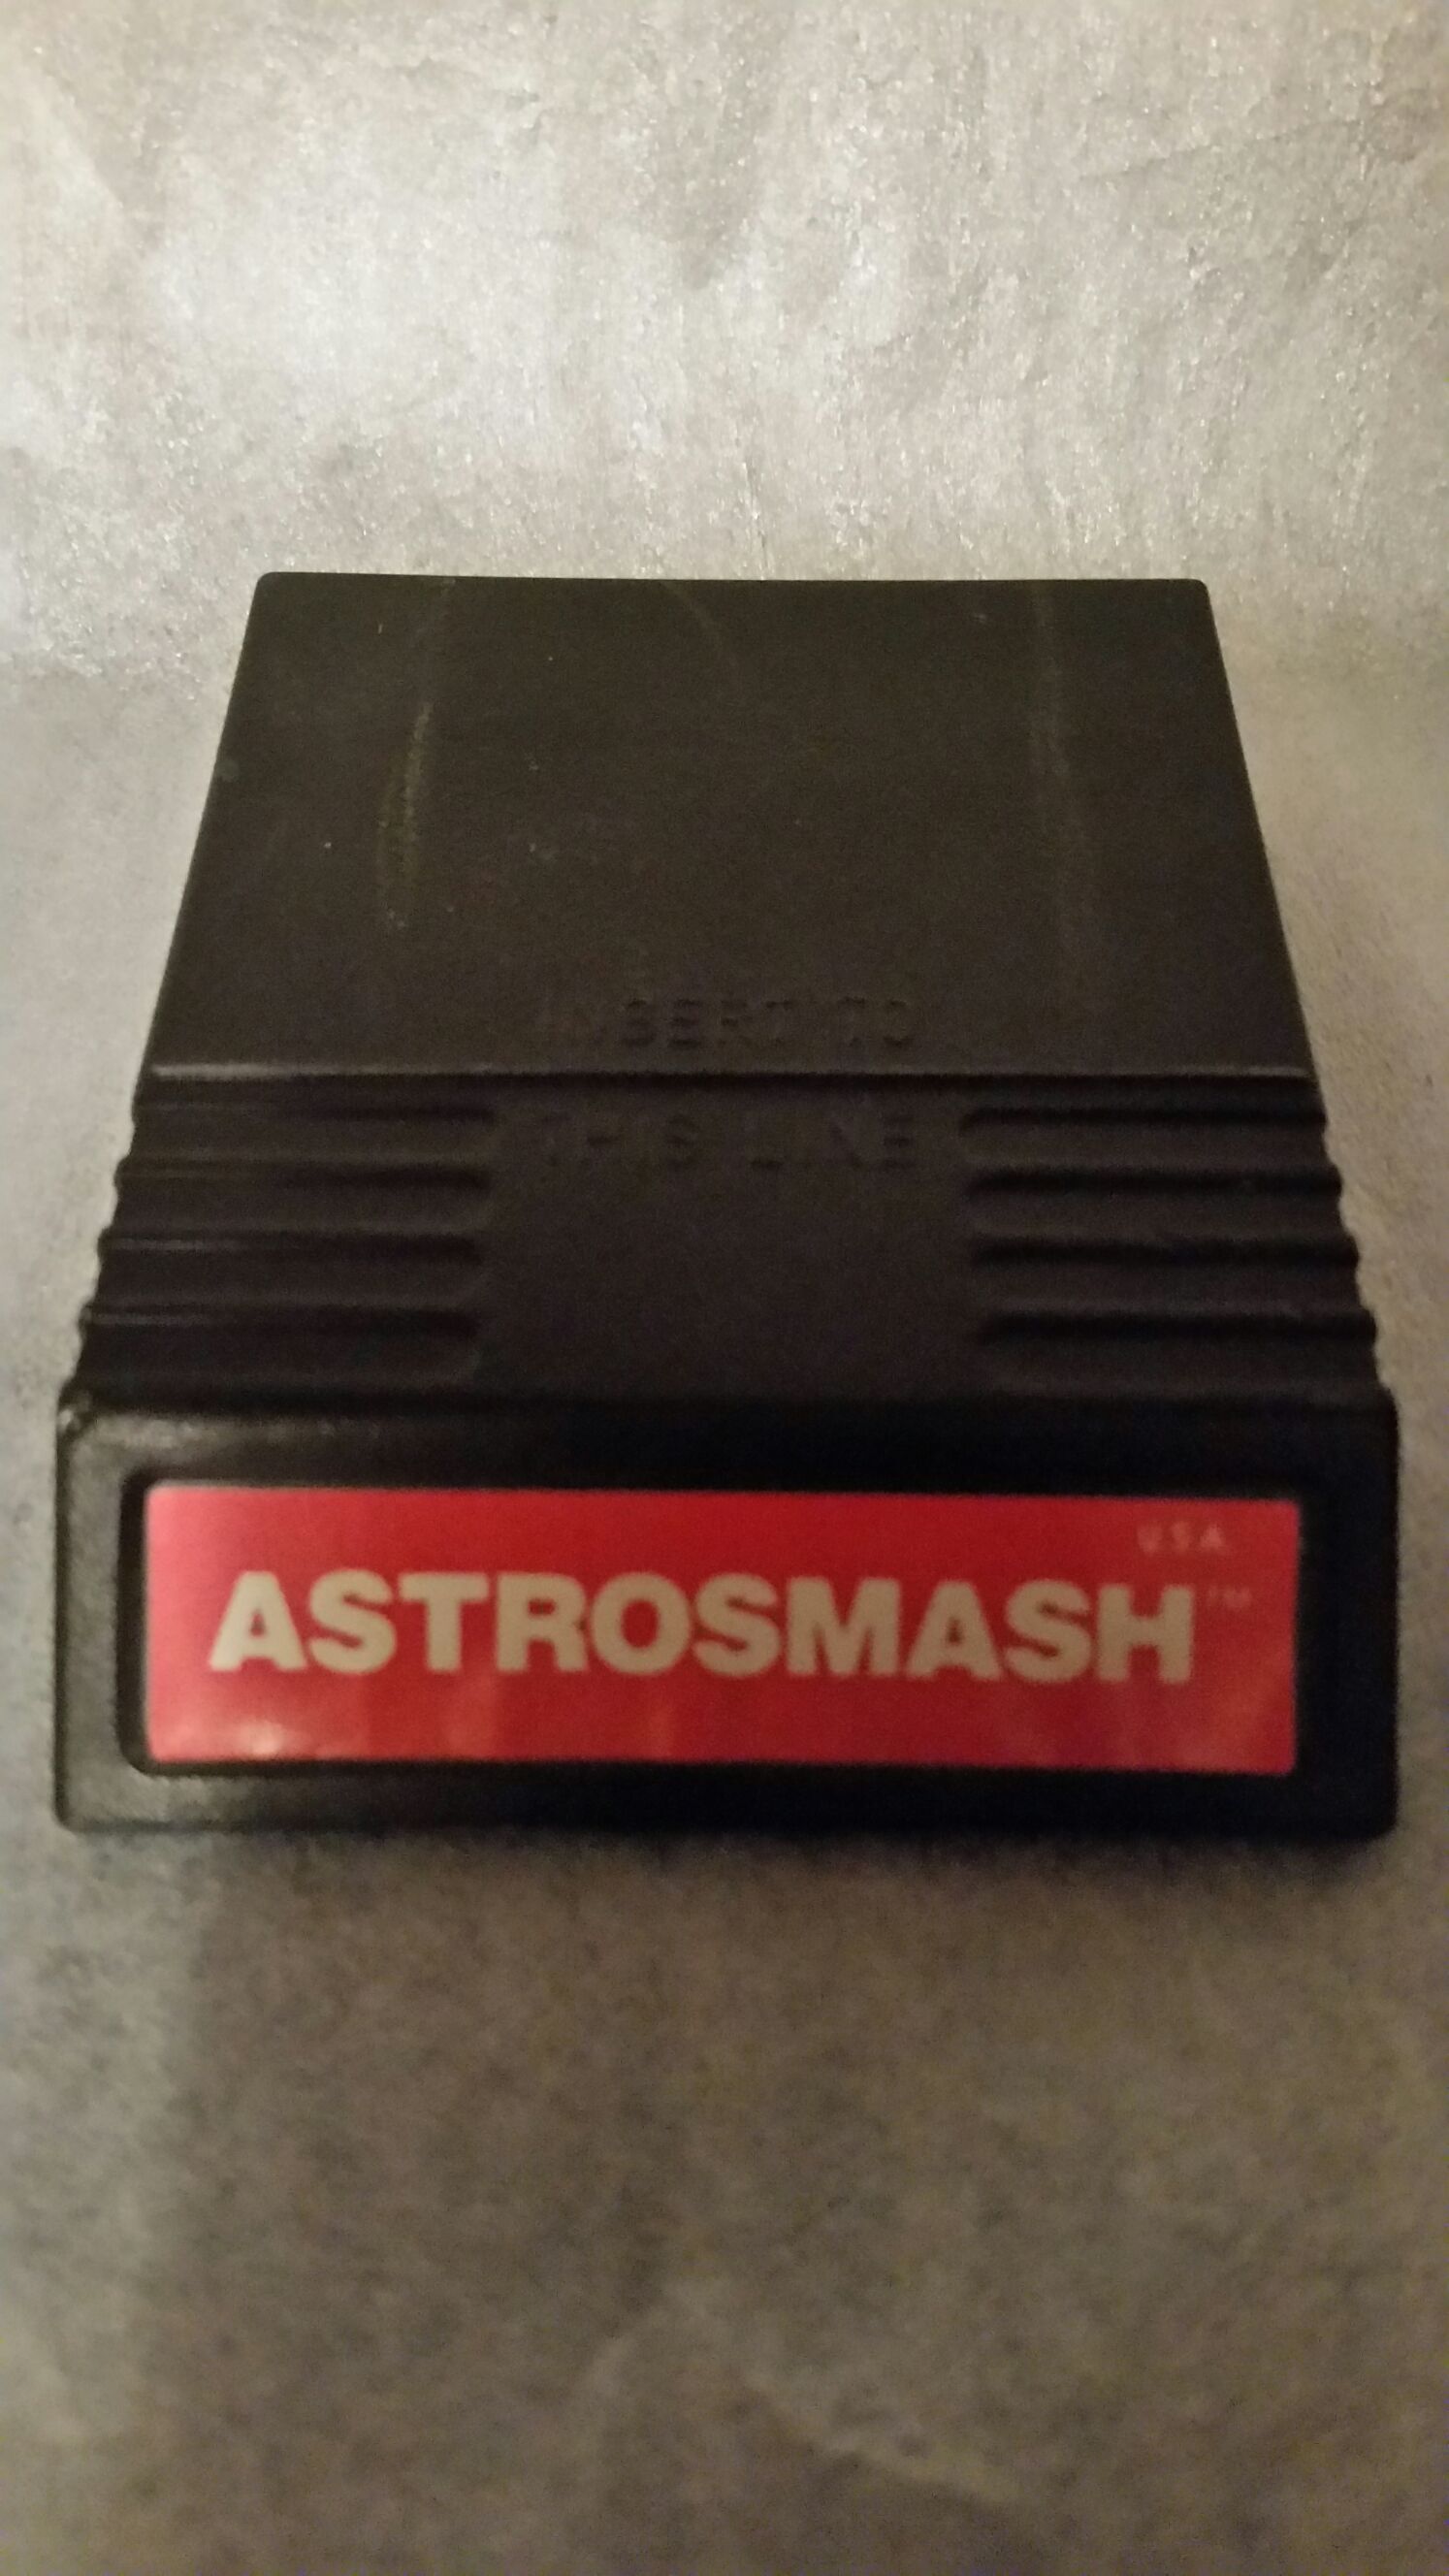 INSERT TO
THIS LINE
U.S.A.
ASTROSMASH™